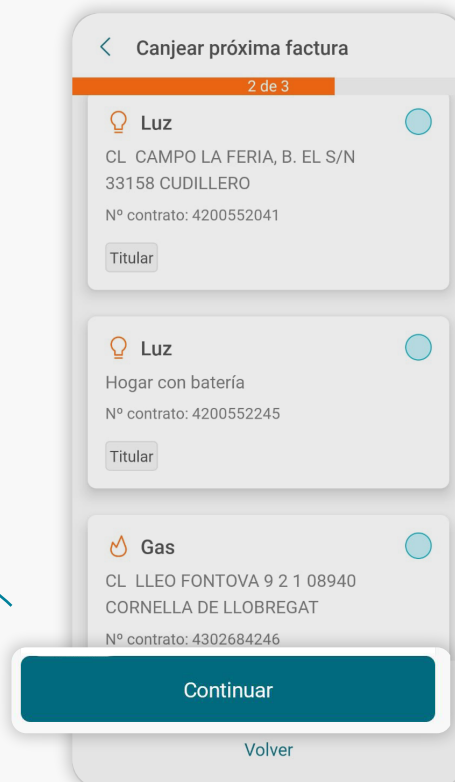 Canjear próxima factura
2 de 3
Luz
CL CAMPO LA FERIA, B. EL S/N
33158 CUDILLERO
Nº contrato: 4200552041
Titular
Luz
Hogar con batería
Nº contrato: 4200552245
Titular
Gas
CL LLEO FONTOVA 9 2 1 08940
CORNELLA DE LLOBREGAT
Nº contrato: 4302684246
Continuar
Volver